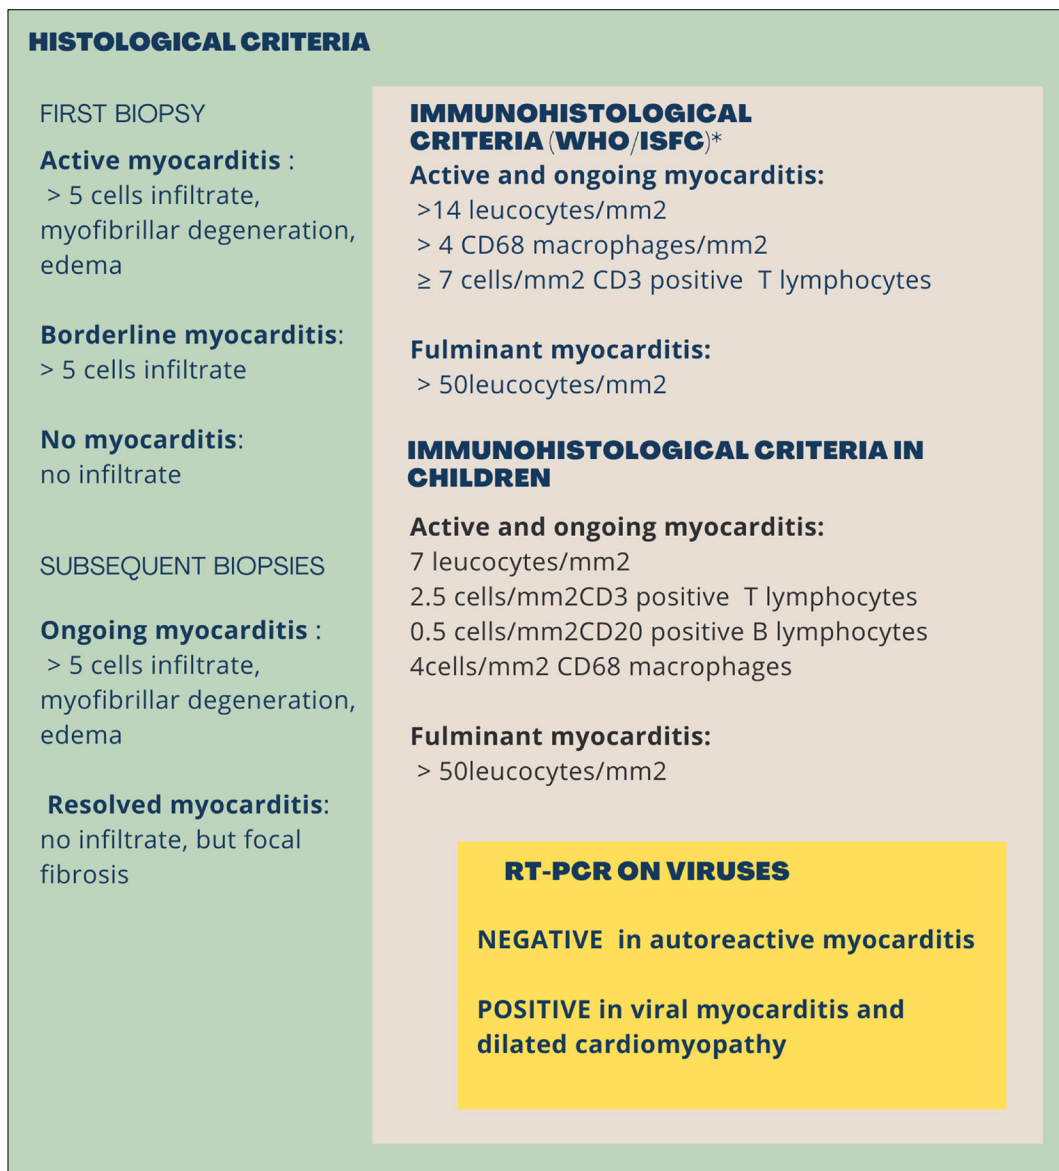 HISTOLOGICAL CRITERIA
FIRST BIOPSY
Active myocarditis :
> 5 cells infiltrate,
myofibrillar degeneration,
edema
Borderline myocarditis:
> 5 cells infiltrate
No myocarditis:
no infiltrate
SUBSEQUENT BIOPSIES
Ongoing myocarditis :
> 5 cells infiltrate,
myofibrillar degeneration,
edema
Resolved myocarditis:
no infiltrate, but focal
fibrosis
IMMUNOHISTOLOGICAL
CRITERIA (WHO/ISFC)*
Active and ongoing myocarditis:
>14 leucocytes/mm2
> 4 CD68 macrophages/mm2
≥ 7 cells/mm2 CD3 positive T lymphocytes
Fulminant myocarditis:
> 50leucocytes/mm2
IMMUNOHISTOLOGICAL CRITERIA IN
CHILDREN
Active and ongoing myocarditis:
7 leucocytes/mm2
2.5 cells/mm2CD3 positive T lymphocytes
0.5 cells/mm2CD20 positive B lymphocytes
4cells/mm2 CD68 macrophages
Fulminant myocarditis:
> 50leucocytes/mm2
RT-PCR ON VIRUSES
NEGATIVE in autoreactive myocarditis
POSITIVE in viral myocarditis and
dilated cardiomyopathy